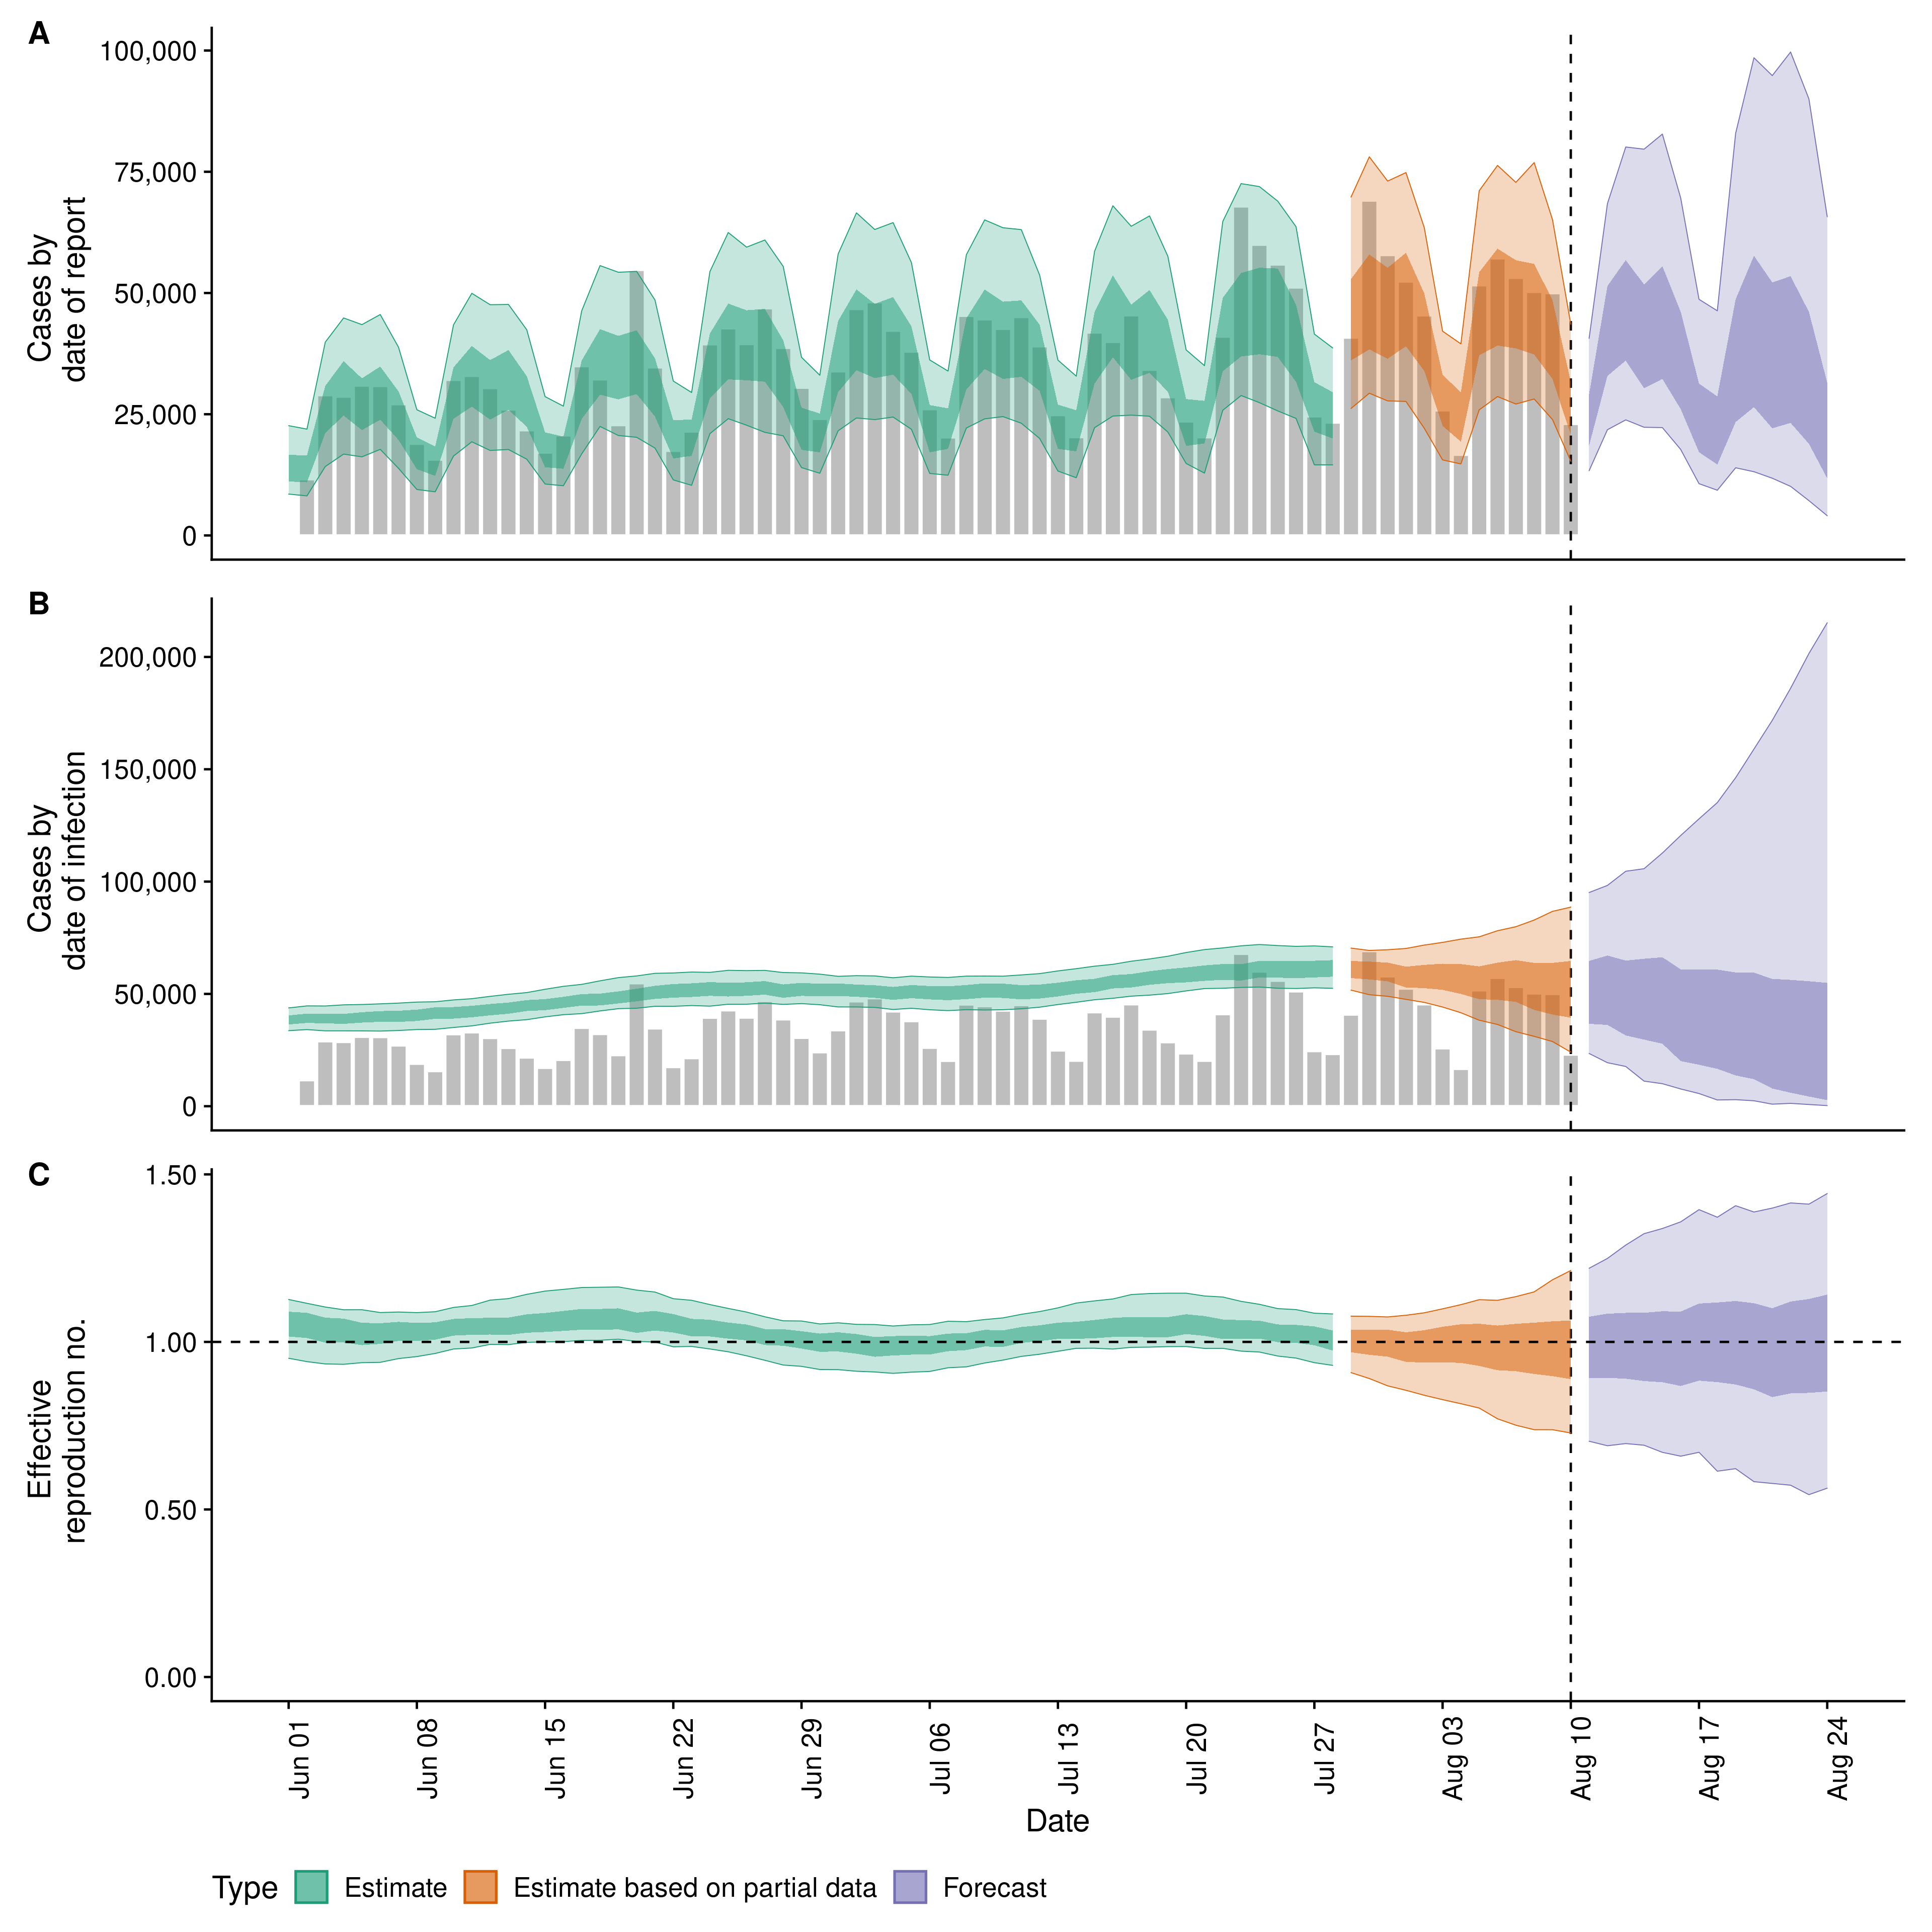 A
100,000
75,000
50,000
25,000
0
Cases by
date of report
B
200,000
150,000
100,000
50,000
0
Cases by
date of infection
C
1.50
1.00
0.50
0.00
Effective
reproduction no.
Jun 01
Jun 08
Jun 15
Jun 22
Jun 29
Jul 06
Jul 13
Jul 20
Jul 27
Aug 03
Aug 10
Aug 17
Aug 24
Date
Type Estimate Estimate based on partial data Forecast